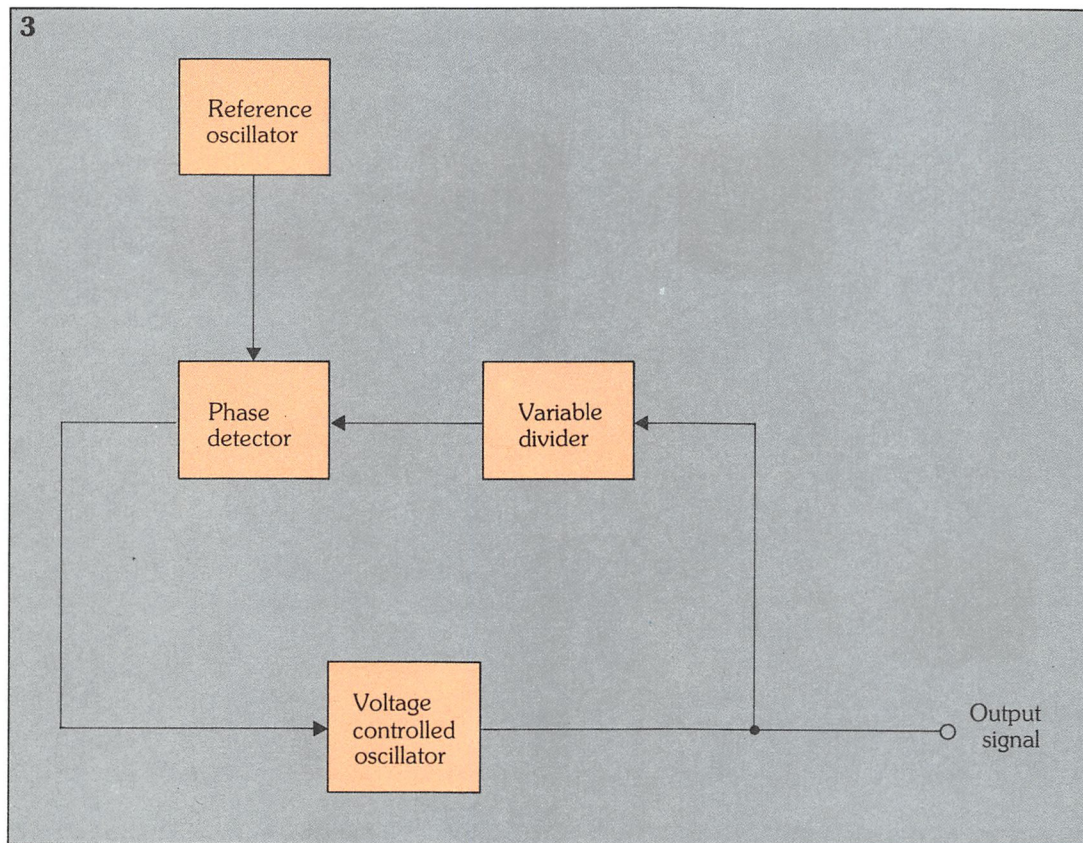 3
Reference
oscillator
Phase
detector
Variable
divider
Voltage
controlled
oscillator
Output
signal